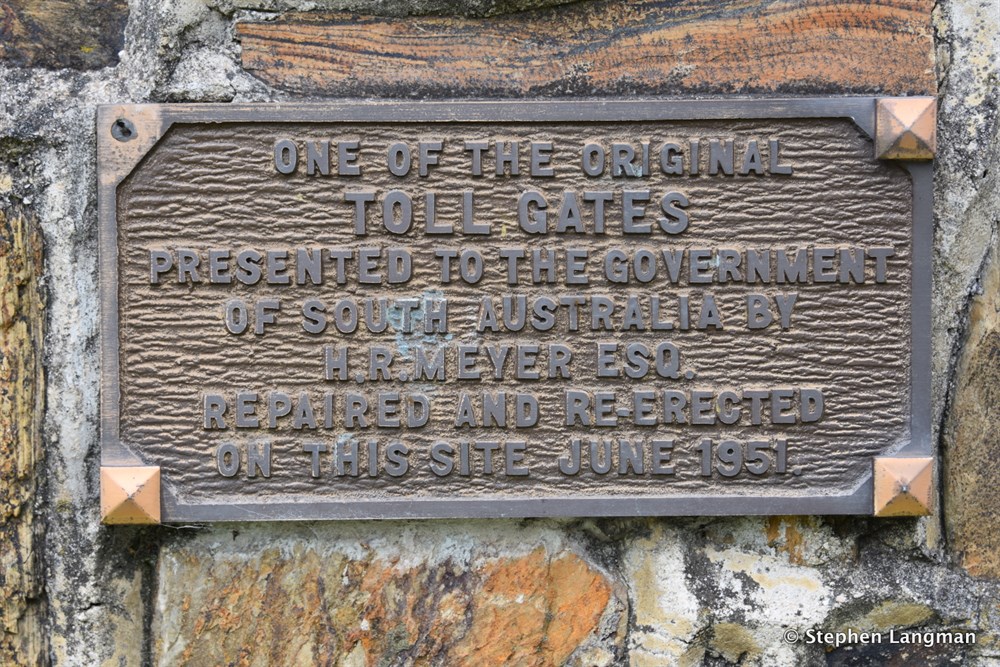 ONE OF THE ORIGINAL
TOLL GATES
PRESENTED TO THE GOVERNMENT
OF SOUTH AUSTRALIA BY
H.R.MEYER ESQ.
REPAIRED AND RE-ERECTED
ON THIS SITE JUNE 1951.
© Stephen Langman